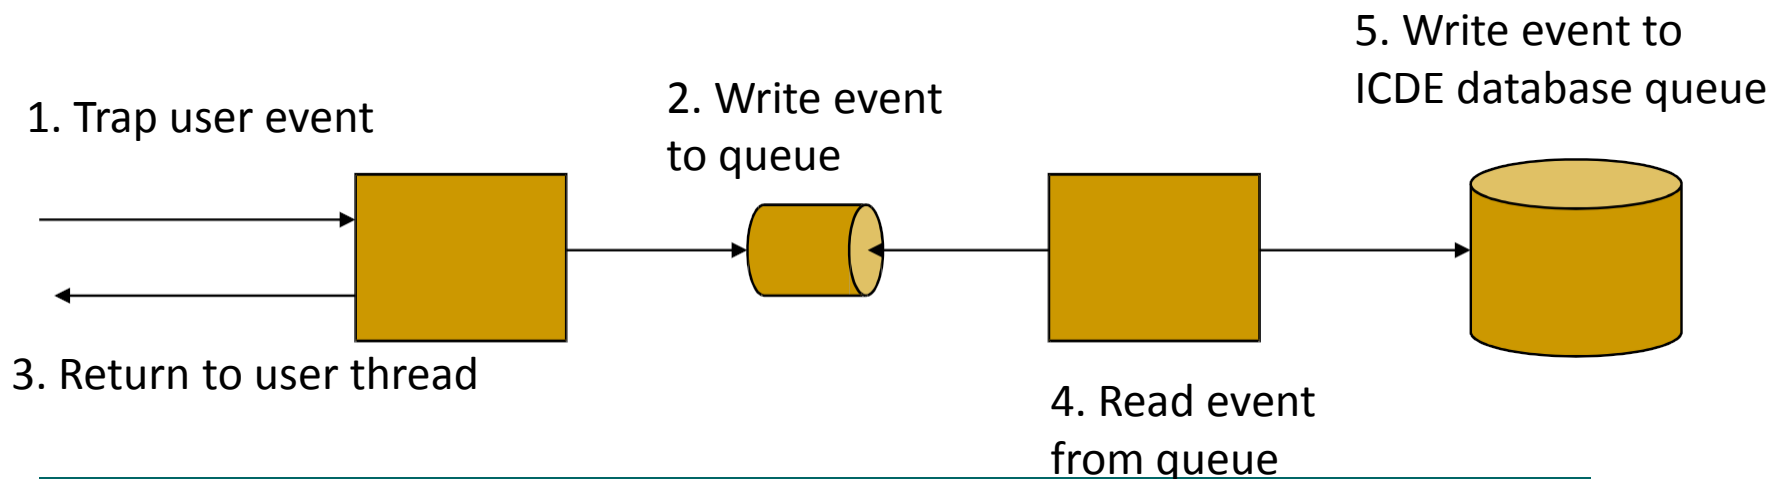 1. Trap user event
2. Write event
to queue
3. Return to user thread
4. Read event
from queue
5. Write event to
ICDE database queue